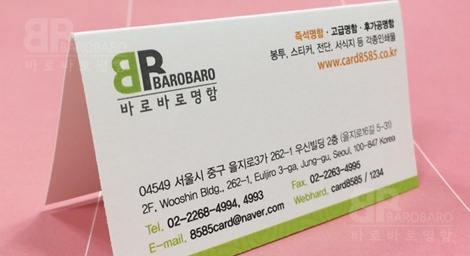 BAROBARO
바로바로명함
즉석명함 · 고급명함 · 후가공명함
봉투, 스티커, 전단, 서식지 등 각종인쇄물
www.card8585.co.kr
BR BAROBARO
바로바로명함
04549 서울시 중구 을지로3가 262-1 우신빌딩 2층 (을지로16길 5-31)
2F, Wooshin Bldg., 262-1, Euljiro 3-ga, Jung-gu, Seoul, 100-847 Korea
Tel. 02-2268-4994, 4993 Fax. 02-2263-4995
E-mail. 8585card@naver.com Webhard. card8585 / 1234
BAROBARO
바로바로명함